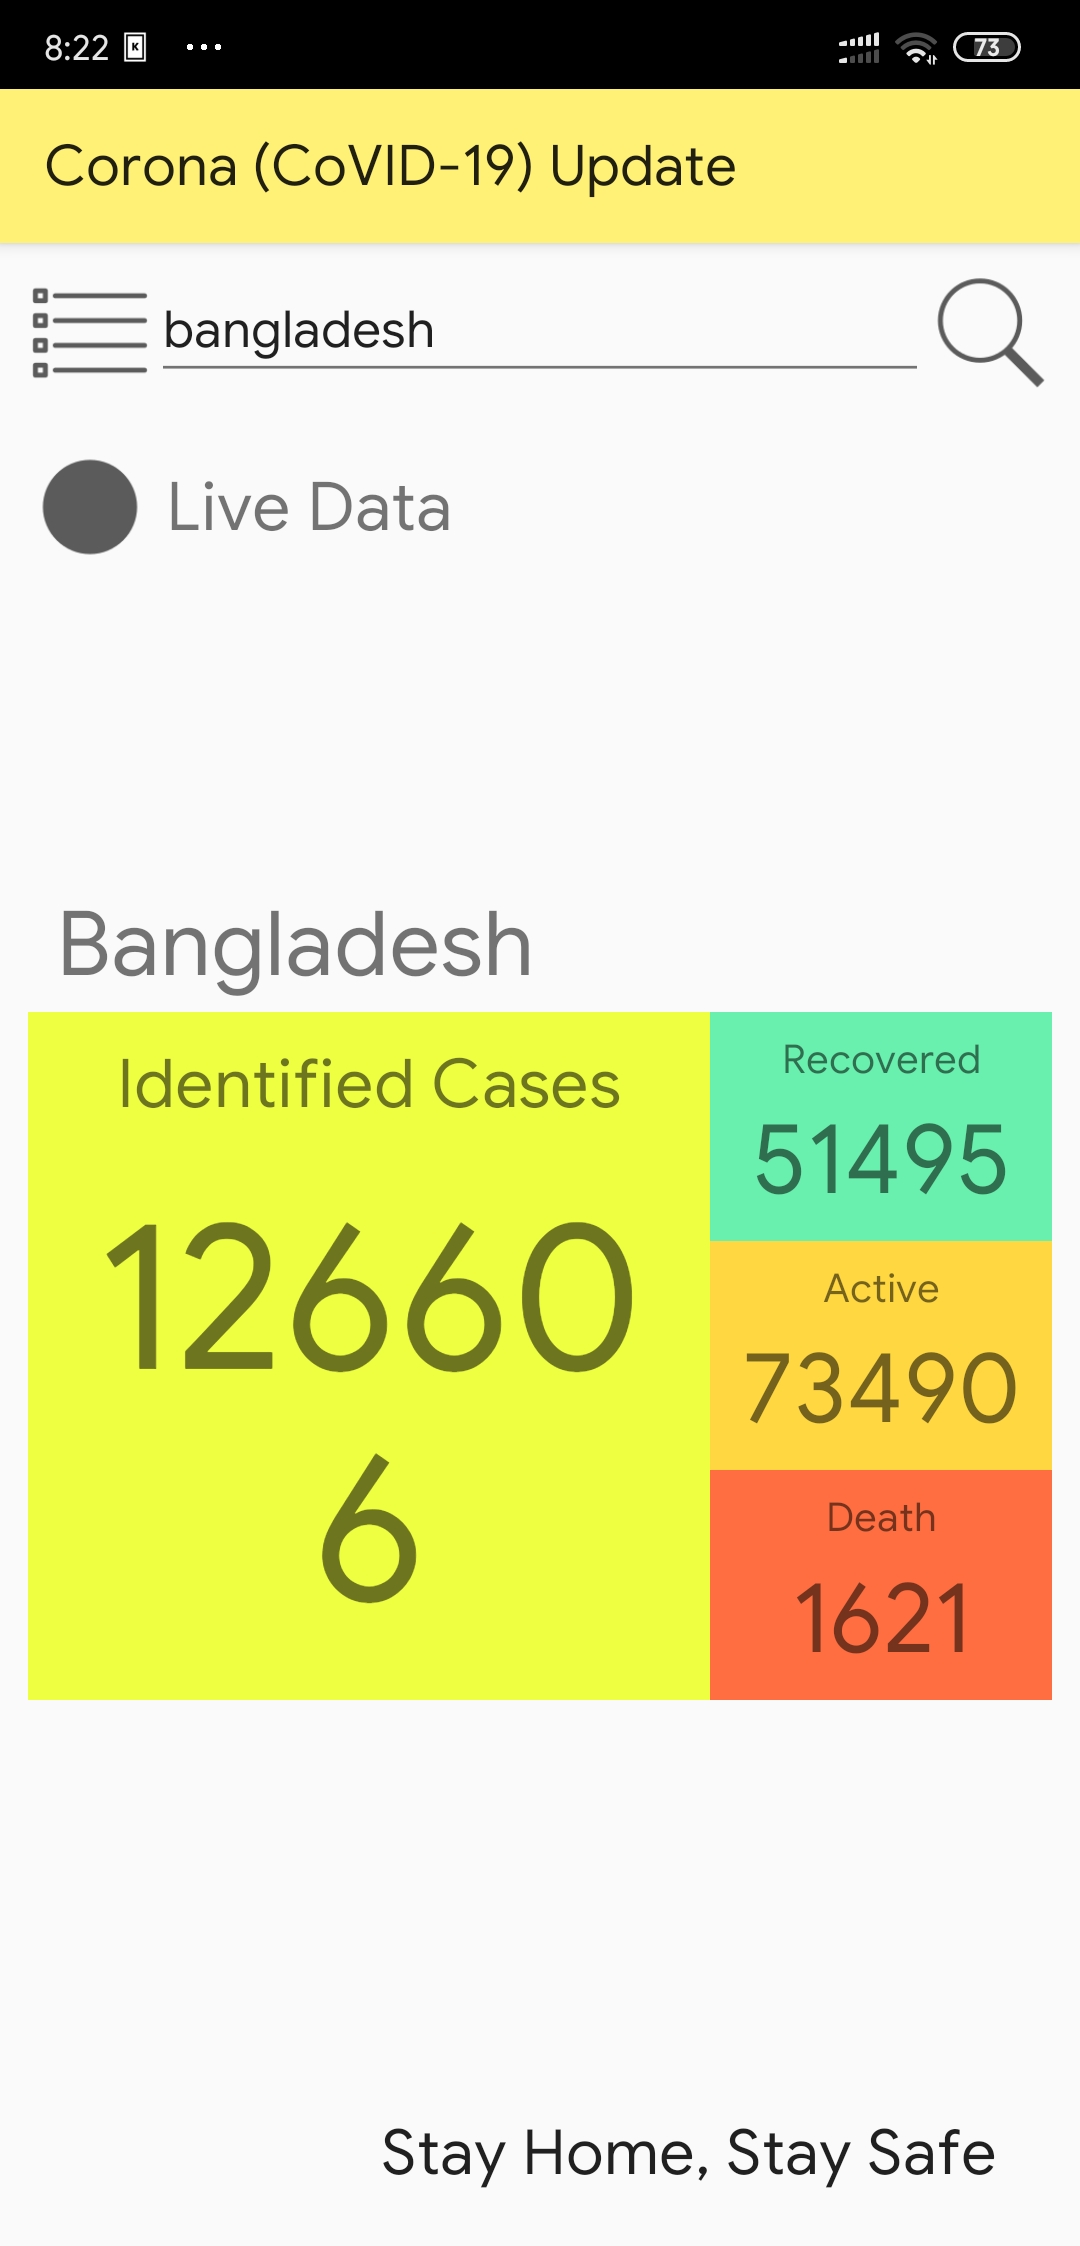 8:22 K ... 73
Corona (CoVID-19) Update
bangladesh
Live Data
Bangladesh
Identified Cases
12660
6
Recovered
51495
Active
73490
Death
1621
Stay Home, Stay Safe